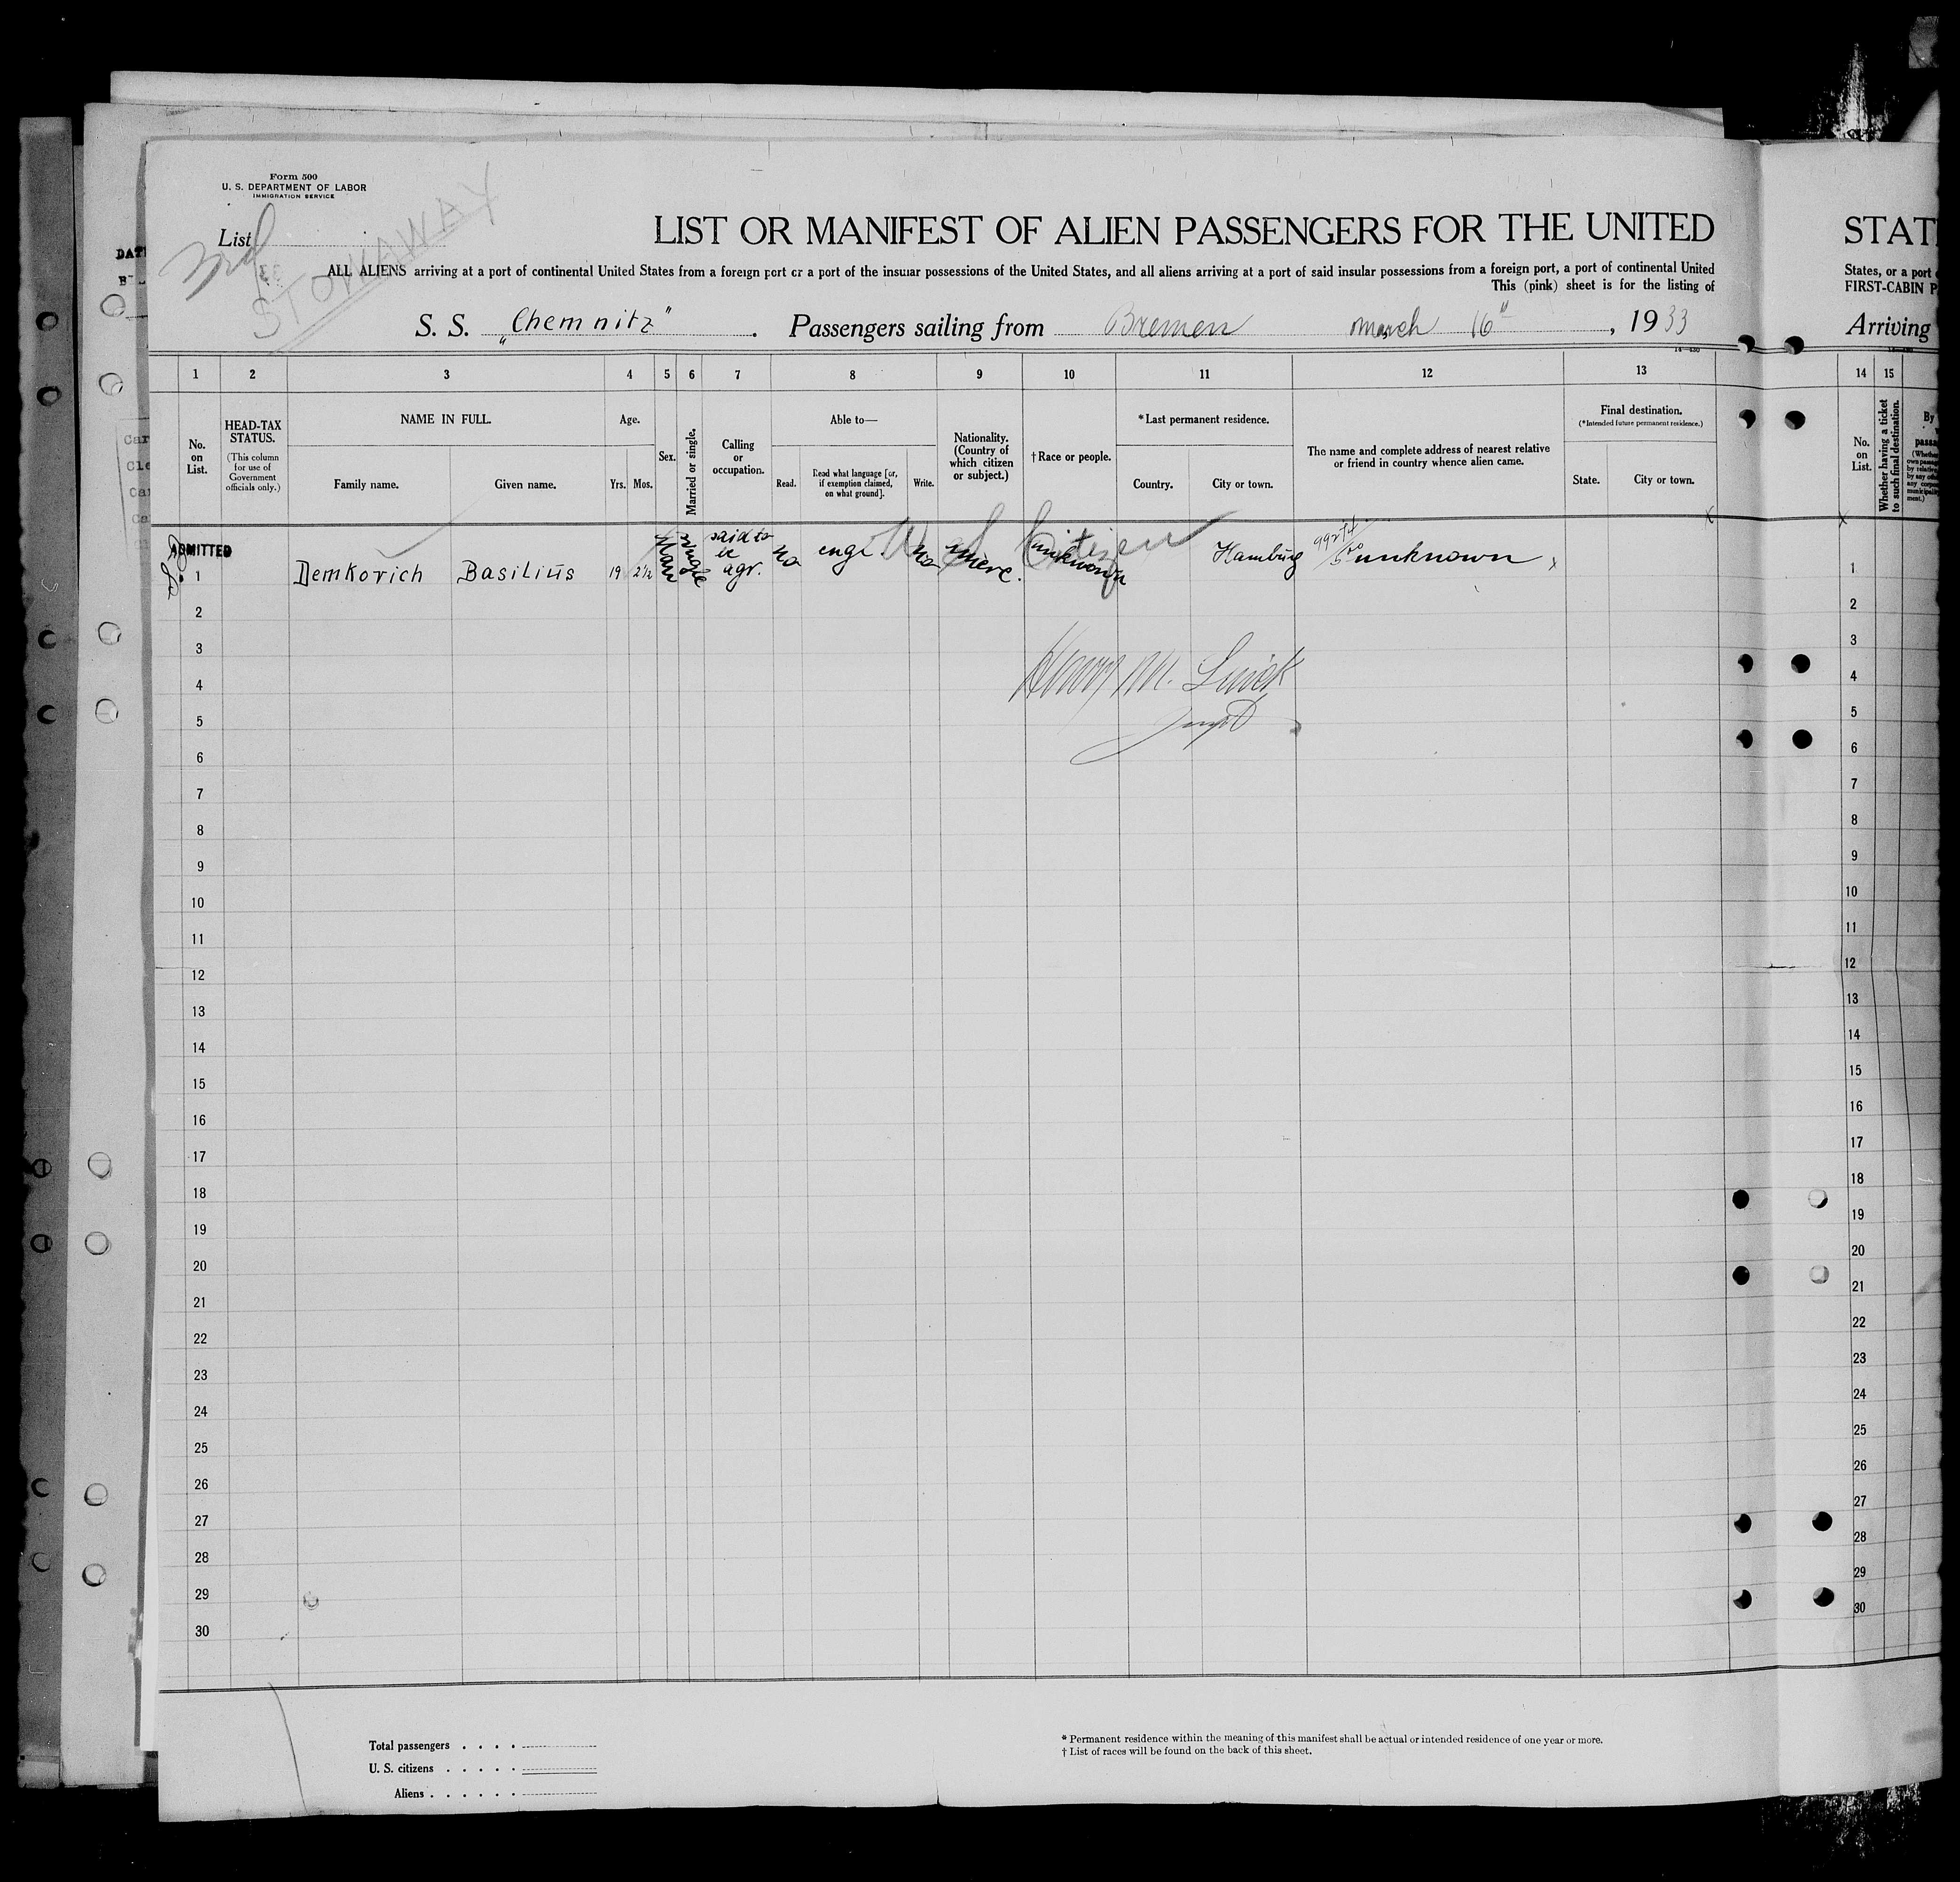 Form 500
U. S. DEPARTMENT OF LABOR
IMMIGRATION SERVICE
List
3rd
STOWAWAY
LIST OR MANIFEST OF ALIEN PASSENGERS FOR THE UNITED
STAT
ALL ALIENS arriving at a port of continental United States from a foreign port or a port of the insular possessions of the United States, and all aliens arriving at a port of said insular possessions from a foreign port, a port of continental United
States, or a port
This (pink) sheet is for the listing of
FIRST-CABIN P
S. S. „Chemnitz" . Passengers sailing from Bremen march 16" , 1933
Arriving
1 2 3 4 5 6 7 8 9 10 11 12 13
14 15
No. on List.
HEAD-TAX STATUS.
(This column for use of Government officials only.)
NAME IN FULL.
Family name. Given name.
Age.
Yrs. Mos.
Sex.
Married or single.
Calling or occupation.
Able to—
Read. Read what language [or, if exemption claimed, on what ground]. Write.
Nationality. (Country of which citizen or subject.)
† Race or people.
* Last permanent residence.
Country. City or town.
The name and complete address of nearest relative or friend in country whence alien came.
Final destination.
(* Intended future permanent residence.)
State. City or town.
No. on List.
Whether having a ticket to such final destination.
By
ADMITTED
1 Demkovich Basilius 19 2½ single said to be agr. no engl. no unknown Hamburg unknown
U S Citizen
Henry M.
1
2
3
4
5
6
7
8
9
10
11
12
13
14
15
16
17
18
19
20
21
22
23
24
25
26
27
28
29
30
2
3
4
5
6
7
8
9
10
11
12
13
14
15
16
17
18
19
20
21
22
23
24
25
26
27
28
29
30
Total passengers . . . .
U. S. citizens . . . . .
Aliens . . . . . .
* Permanent residence within the meaning of this manifest shall be actual or intended residence of one year or more.
† List of races will be found on the back of this sheet.